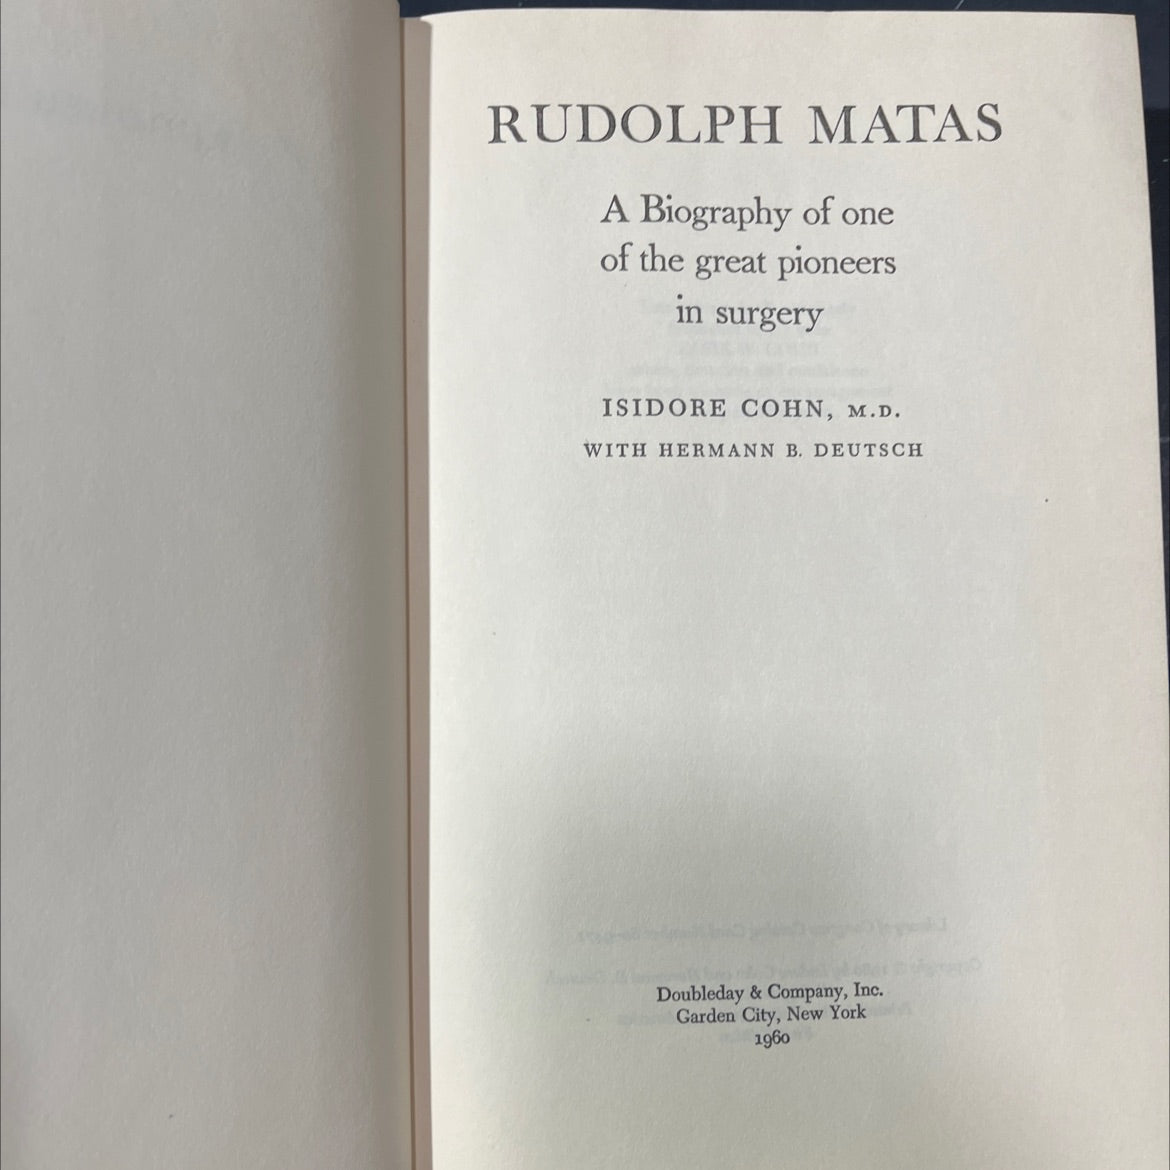 RUDOLPH MATAS
A Biography of one
of the great pioneers
in surgery
ISIDORE COHN, M.D.
WITH HERMANN B. DEUTSCH
Doubleday & Company, Inc.
Garden City, New York
1960